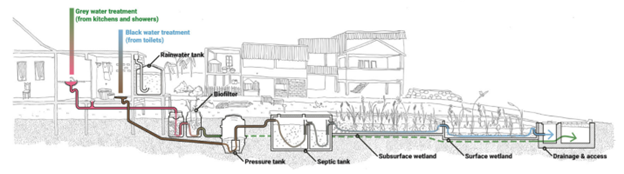 Grey water treatment
(from kitchens and showers)
Black water treatment
(from toilets)
Rainwater tank
Biofilter
Pressure tank
Septic tank
Subsurface wetland
Surface wetland
Drainage & access